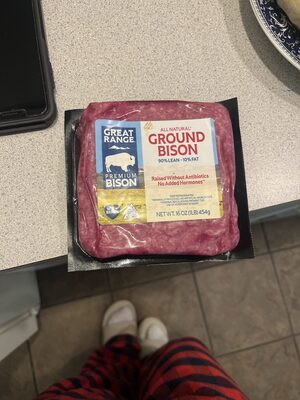 GREAT
RANGE
PREMIUM
BISON
ALL NATURAL*
GROUND
BISON
90% LEAN - 10% FAT
Raised Without Antibiotics
No Added Hormones*
NET WT. 16 OZ (1LB) 454g